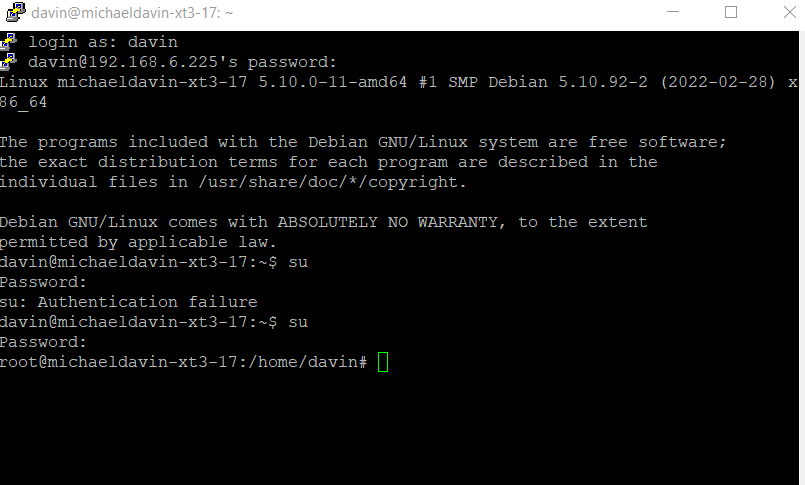 davin@michaeldavin-xt3-17: ~
login as: davin
davin@192.168.6.225's password:
Linux michaeldavin-xt3-17 5.10.0-11-amd64 #1 SMP Debian 5.10.92-2 (2022-02-28) x
86_64
The programs included with the Debian GNU/Linux system are free software;
the exact distribution terms for each program are described in the
individual files in /usr/share/doc/*/copyright.
Debian GNU/Linux comes with ABSOLUTELY NO WARRANTY, to the extent
permitted by applicable law.
davin@michaeldavin-xt3-17:~$ su
Password:
su: Authentication failure
davin@michaeldavin-xt3-17:~$ su
Password:
root@michaeldavin-xt3-17:/home/davin#